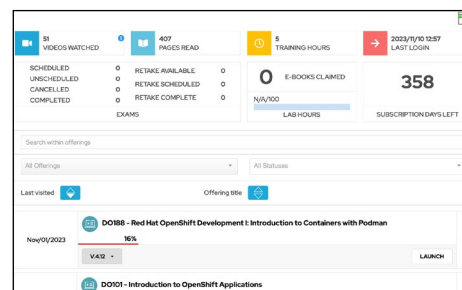 51
VIDEOS WATCHED
407
PAGES READ
5
TRAINING HOURS
2023/11/10 12:57
LAST LOGIN
SCHEDULED 0
UNSCHEDULED 0
CANCELLED 0
COMPLETED 0
RETAKE AVAILABLE 0
RETAKE SCHEDULED 0
RETAKE COMPLETE 0
EXAMS
0 E-BOOKS CLAIMED
N/A/100
LAB HOURS
358
SUBSCRIPTION DAYS LEFT
Search within offerings
All Offerings
All Statuses
Last visited
Offering title
Nov/01/2023
DO188 - Red Hat OpenShift Development I: Introduction to Containers with Podman
16%
V.4.12
LAUNCH
DO101 - Introduction to OpenShift Applications